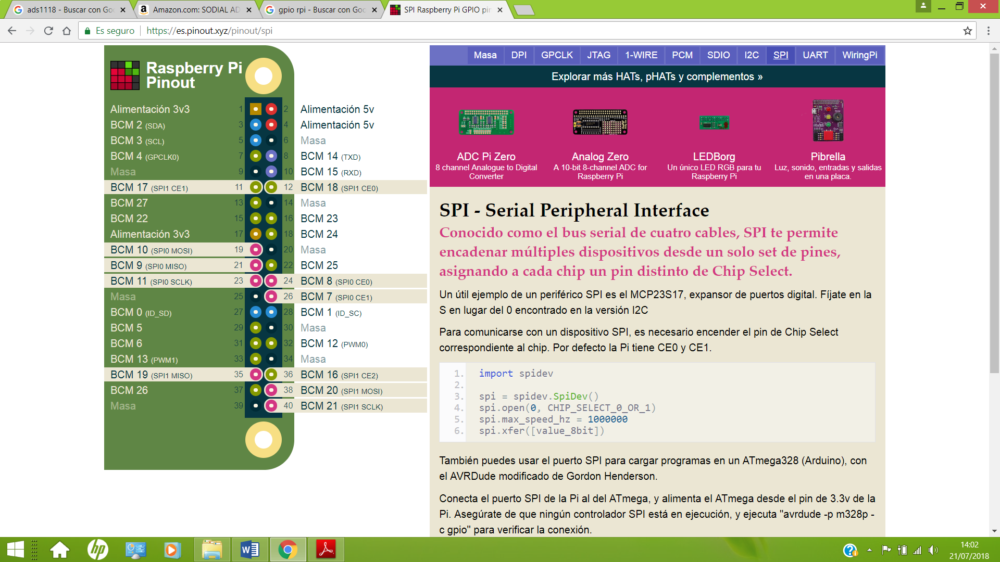 ads1118 - Buscar con Goo
Amazon.com: SODIAL AD
gpio rpi - Buscar con Goo
SPI Raspberry Pi GPIO pin
Es seguro
https://es.pinout.xyz/pinout/spi
Raspberry Pi
Pinout
Alimentación 3v3 1 2 Alimentación 5v
BCM 2 (SDA) 3 4 Alimentación 5v
BCM 3 (SCL) 5 6 Masa
BCM 4 (GPCLK0) 7 8 BCM 14 (TXD)
Masa 9 10 BCM 15 (RXD)
BCM 17 (SPI1 CE1) 11 12 BCM 18 (SPI1 CE0)
BCM 27 13 14 Masa
BCM 22 15 16 BCM 23
Alimentación 3v3 17 18 BCM 24
BCM 10 (SPI0 MOSI) 19 20 Masa
BCM 9 (SPI0 MISO) 21 22 BCM 25
BCM 11 (SPI0 SCLK) 23 24 BCM 8 (SPI0 CE0)
Masa 25 26 BCM 7 (SPI0 CE1)
BCM 0 (ID_SD) 27 28 BCM 1 (ID_SC)
BCM 5 29 30 Masa
BCM 6 31 32 BCM 12 (PWM0)
BCM 13 (PWM1) 33 34 Masa
BCM 19 (SPI1 MISO) 35 36 BCM 16 (SPI1 CE2)
BCM 26 37 38 BCM 20 (SPI1 MOSI)
Masa 39 40 BCM 21 (SPI1 SCLK)
Masa DPI GPCLK JTAG 1-WIRE PCM SDIO I2C SPI UART WiringPi
Explorar más HATs, pHATs y complementos »
ADC Pi Zero
8 channel Analogue to Digital
Converter
Analog Zero
A 10-bit 8-channel ADC for
Raspberry Pi
LEDBorg
Un único LED RGB para tu
Raspberry Pi
Pibrella
Luz, sonido, entradas y salidas
en una placa.
SPI - Serial Peripheral Interface
Conocido como el bus serial de cuatro cables, SPI te permite
encadenar múltiples dispositivos desde un solo set de pines,
asignando a cada chip un pin distinto de Chip Select.
Un útil ejemplo de un periférico SPI es el MCP23S17, expansor de puertos digital. Fíjate en la
S en lugar del 0 encontrado en la versión I2C
Para comunicarse con un dispositivo SPI, es necesario encender el pin de Chip Select
correspondiente al chip. Por defecto la Pi tiene CE0 y CE1.
1. import spidev
2.
3. spi = spidev.SpiDev()
4. spi.open(0, CHIP_SELECT_0_OR_1)
5. spi.max_speed_hz = 1000000
6. spi.xfer([value_8bit])
También puedes usar el puerto SPI para cargar programas en un ATmega328 (Arduino), con
el AVRDude modificado de Gordon Henderson.
Conecta el puerto SPI de la Pi al del ATmega, y alimenta el ATmega desde el pin de 3.3v de la
Pi. Asegúrate de que ningún controlador SPI está en ejecución, y ejecuta "avrdude -p m328p -
c gpio" para verificar la conexión.
14:02
21/07/2018